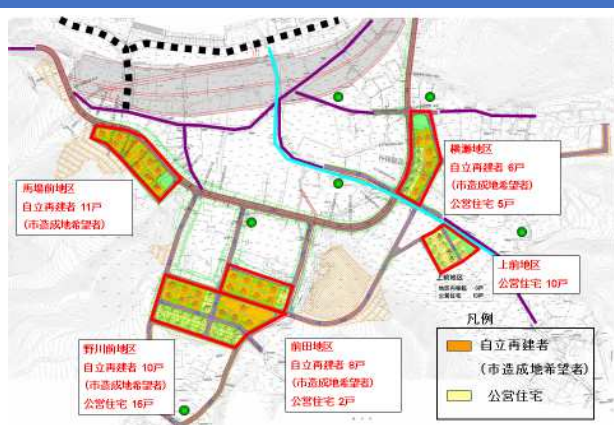 横瀬地区
自立再建者 6戸
(市造成地希望者)
公営住宅 5戸
馬場前地区
自立再建者 11戸
(市造成地希望者)
上前地区
公営住宅 10戸
上前地区
野川前地区
自立再建者 10戸
(市造成地希望者)
公営住宅 16戸
前田地区
自立再建者 8戸
(市造成地希望者)
公営住宅 2戸
凡例
自立再建者
(市造成地希望者)
公営住宅